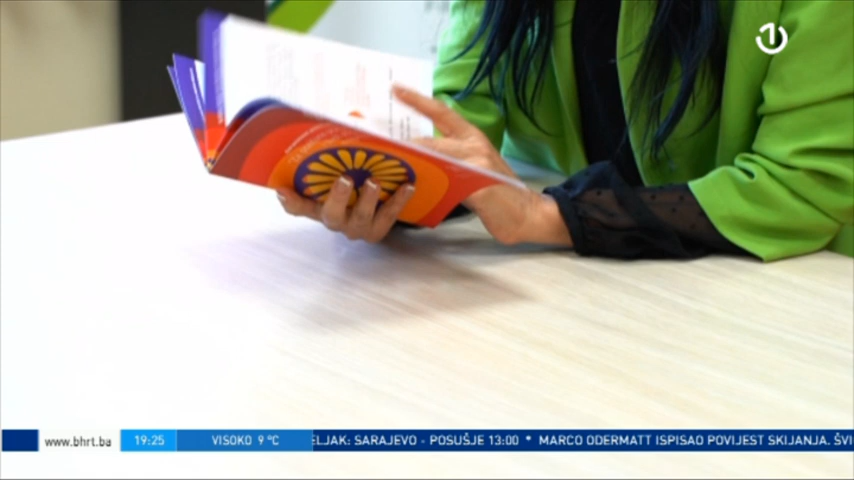 www.bhrt.ba 19:25 VISOKO 9 °C ELJAK: SARAJEVO - POSUŠJE 13:00 * MARCO ODERMATT ISPISAO POVIJEST SKIJANJA. ŠVI